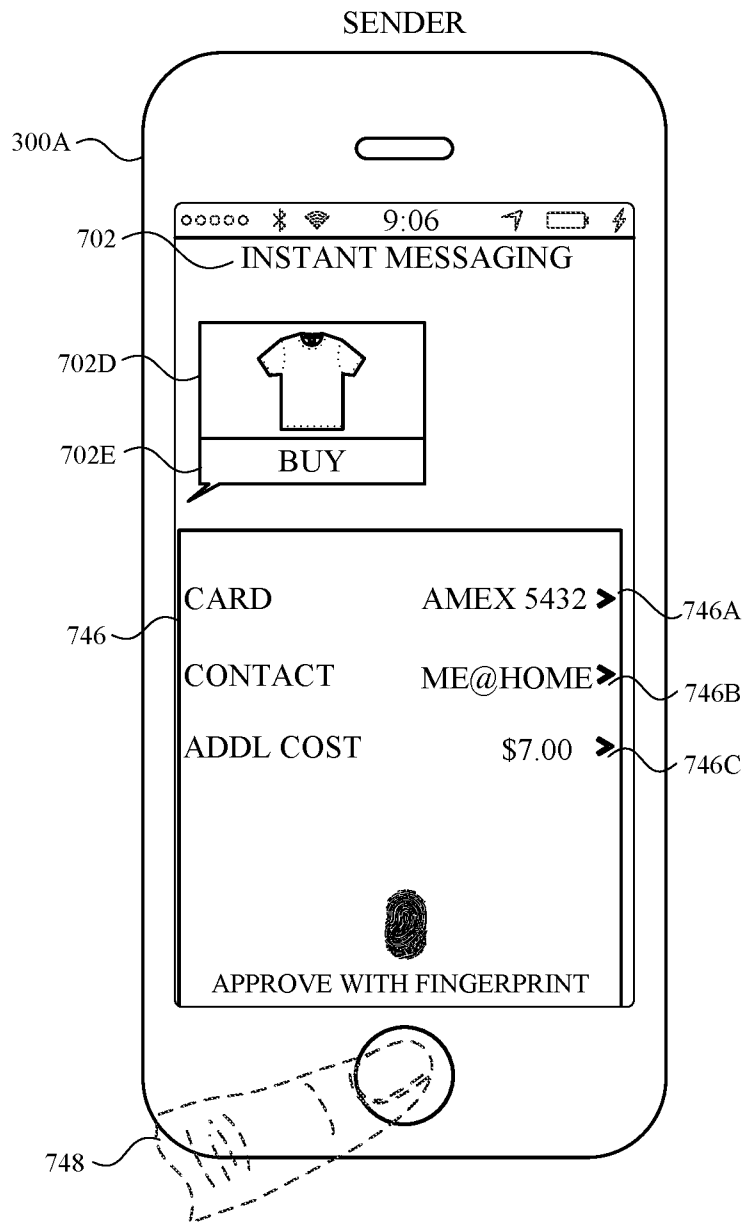 SENDER
300A
9:06
702
INSTANT MESSAGING
702D
702E
BUY
CARD AMEX 5432 >
746A
746
CONTACT ME@HOME >
746B
ADDL COST $7.00 >
746C
APPROVE WITH FINGERPRINT
748